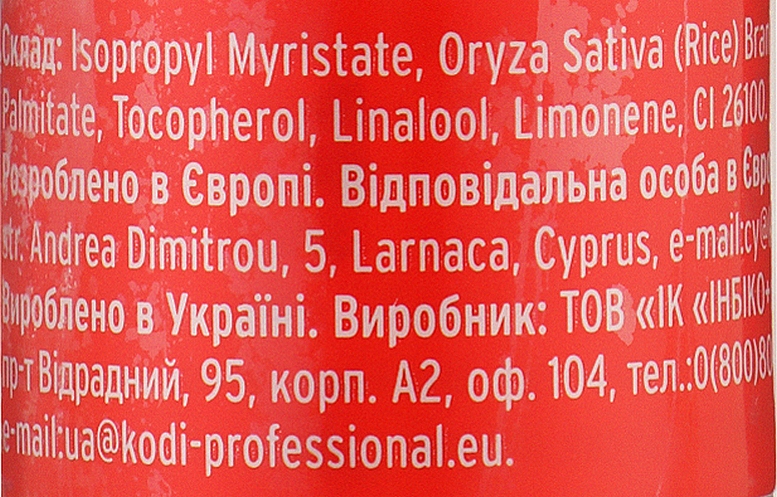 Склад: Isopropyl Myristate, Oryza Sativa (Rice) Bran
Palmitate, Tocopherol, Linalool, Limonene, CI 26100.
Розроблено в Європі. Відповідальна особа в Євро
str. Andrea Dimitrou, 5, Larnaca, Cyprus, e-mail:cy@
Вироблено в Україні. Виробник: ТОВ «ІК «ІНБІКО+
пр-т Відрадний, 95, корп. А2, оф. 104, тел.:0(800)80
e-mail:ua@kodi-professional.eu.